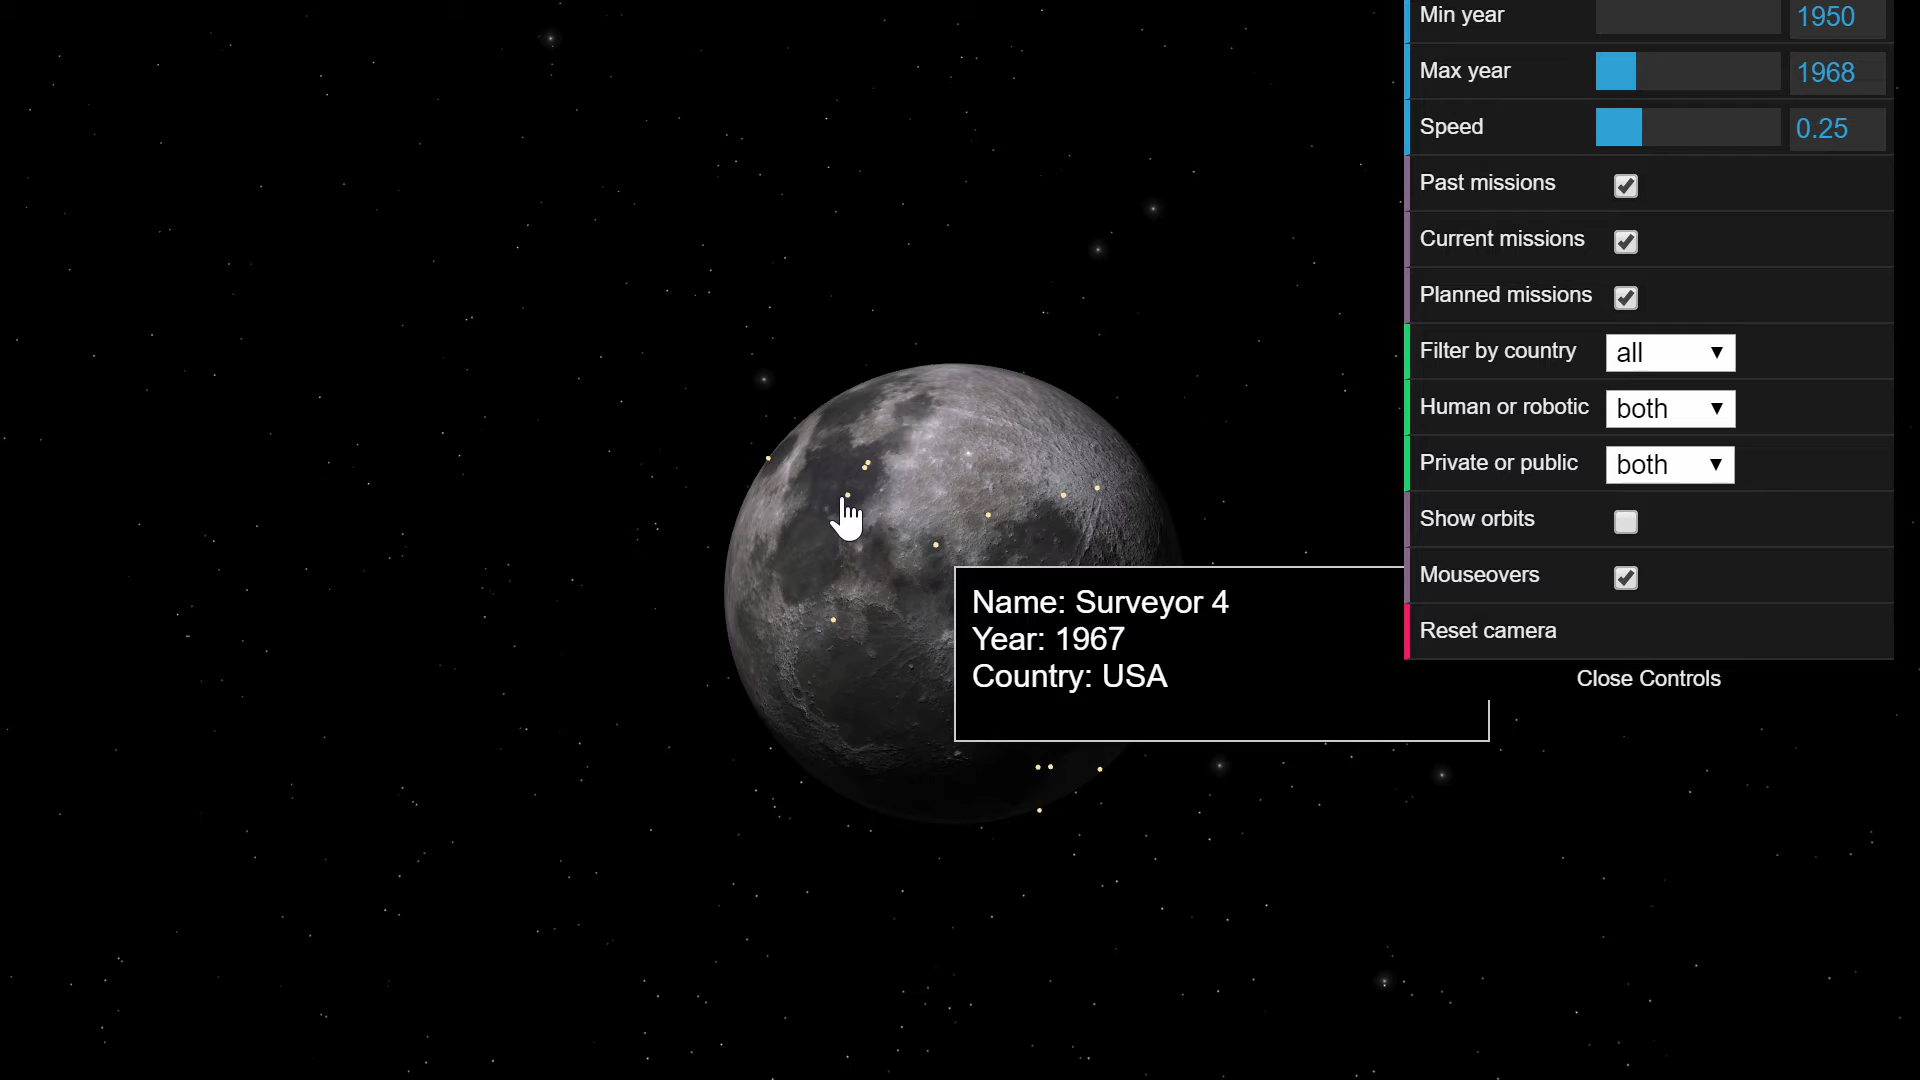 Min year 1950
Max year 1968
Speed 0.25
Past missions
Current missions
Planned missions
Filter by country all
Human or robotic both
Private or public both
Show orbits
Mouseovers
Reset camera
Close Controls
Name: Surveyor 4
Year: 1967
Country: USA